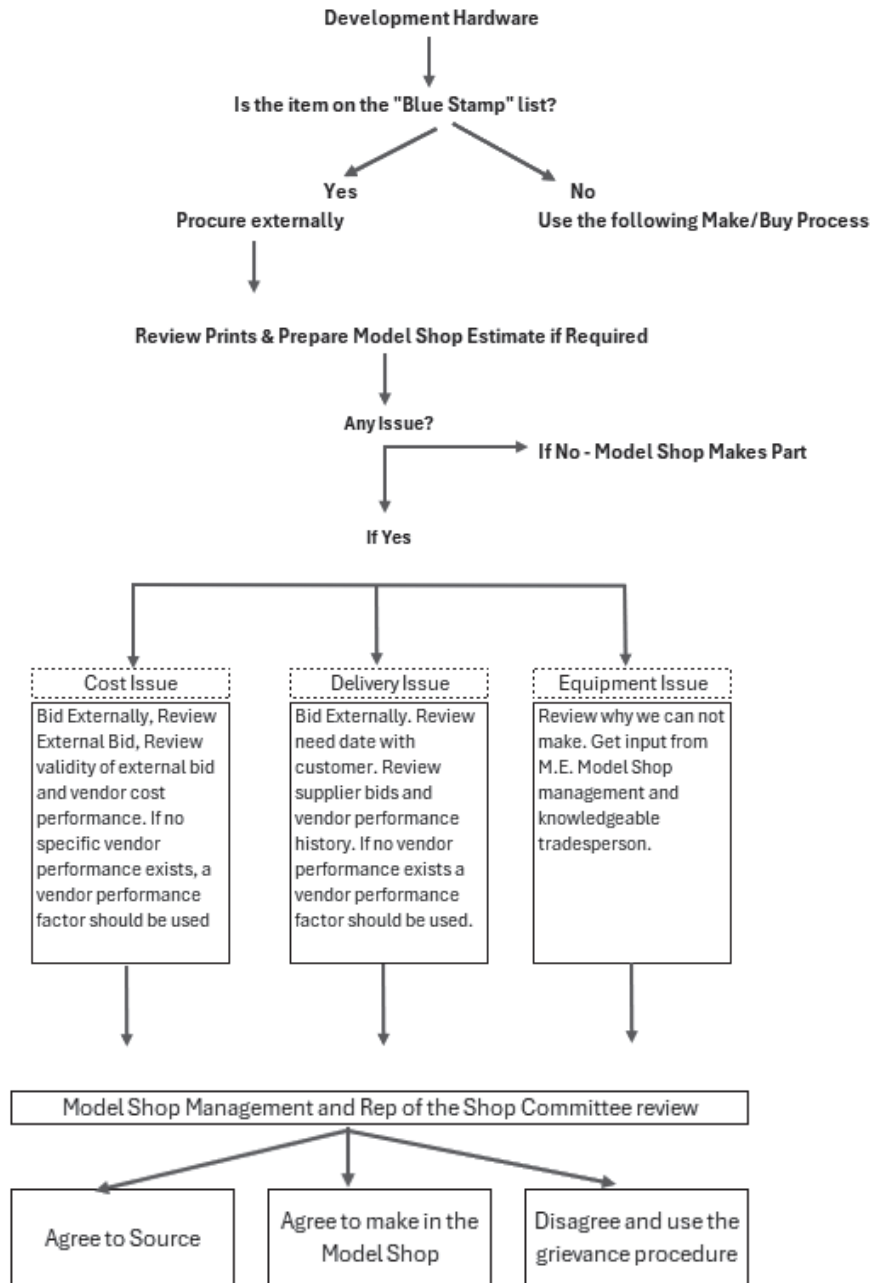 Development Hardware
Is the item on the "Blue Stamp" list?
Yes
Procure externally
No
Use the following Make/Buy Process
Review Prints & Prepare Model Shop Estimate if Required
Any Issue?
If No - Model Shop Makes Part
If Yes
Cost Issue
Bid Externally, Review
External Bid, Review
validity of external bid
and vendor cost
performance. If no
specific vendor
performance exists, a
vendor performance
factor should be used
Delivery Issue
Bid Externally. Review
need date with
customer. Review
supplier bids and
vendor performance
history. If no vendor
performance exists a
vendor performance
factor should be used.
Equipment Issue
Review why we can not
make. Get input from
M.E. Model Shop
management and
knowledgeable
tradesperson.
Model Shop Management and Rep of the Shop Committee review
Agree to Source
Agree to make in the
Model Shop
Disagree and use the
grievance procedure